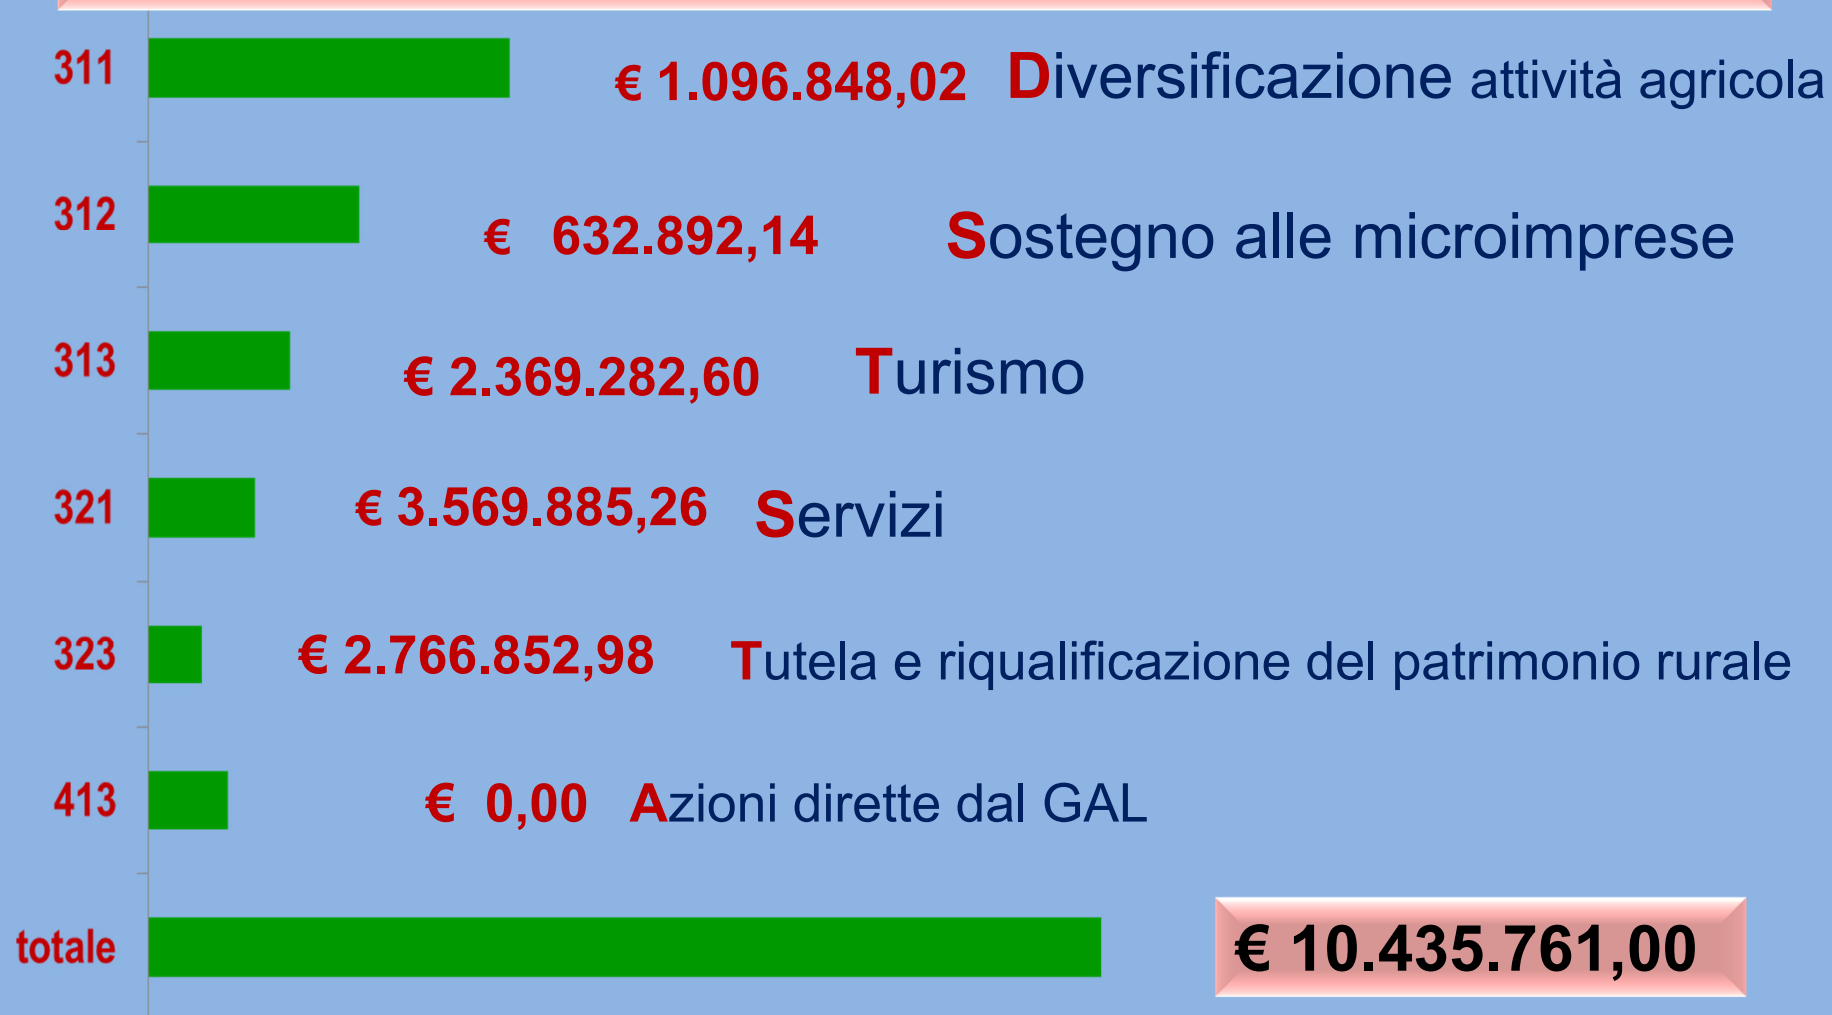 311 € 1.096.848,02 Diversificazione attività agricola
312 € 632.892,14 Sostegno alle microimprese
313 € 2.369.282,60 Turismo
321 € 3.569.885,26 Servizi
323 € 2.766.852,98 Tutela e riqualificazione del patrimonio rurale
413 € 0,00 Azioni dirette dal GAL
totale € 10.435.761,00